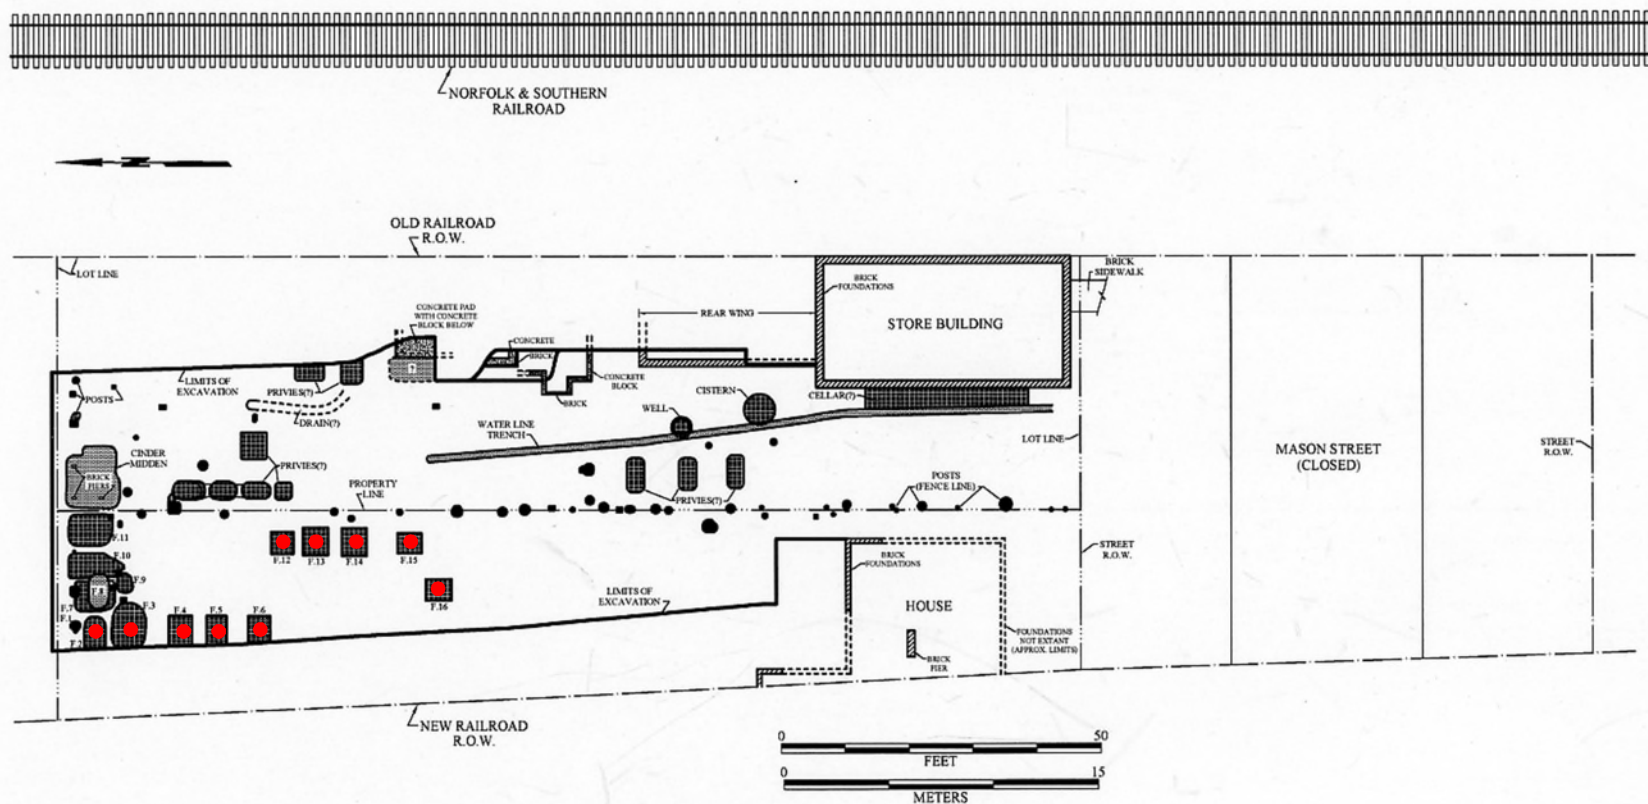 NORFOLK & SOUTHERN
RAILROAD
N
OLD RAILROAD
R.O.W.
LOT LINE
CONCRETE PAD
WITH CONCRETE
BLOCK BELOW
BRICK
SIDEWALK
BRICK
FOUNDATIONS
REAR WING
STORE BUILDING
CONCRETE
BRICK
?
LIMITS OF
EXCAVATION
PRIVIES(?)
CONCRETE
BLOCK
POSTS
CISTERN
CELLAR(?)
BRICK
WELL
DRAIN(?)
WATER LINE
TRENCH
LOT LINE
MASON STREET
(CLOSED)
STREET
R.O.W.
CINDER
MIDDEN
PRIVIES(?)
BRICK
PIERS
PROPERTY
LINE
PRIVIES(?)
POSTS
(FENCE LINE)
F.11
F.10
F.12
F.13
F.14
F.15
STREET
R.O.W.
BRICK
FOUNDATIONS
F.9
F.8
F.16
LIMITS OF
EXCAVATION
HOUSE
F.7
F.1
F.3
F.4
F.5
F.6
F.2
FOUNDATIONS
NOT EXTANT
(APPROX. LIMITS)
BRICK
PIER
NEW RAILROAD
R.O.W.
0 50
FEET
0 15
METERS